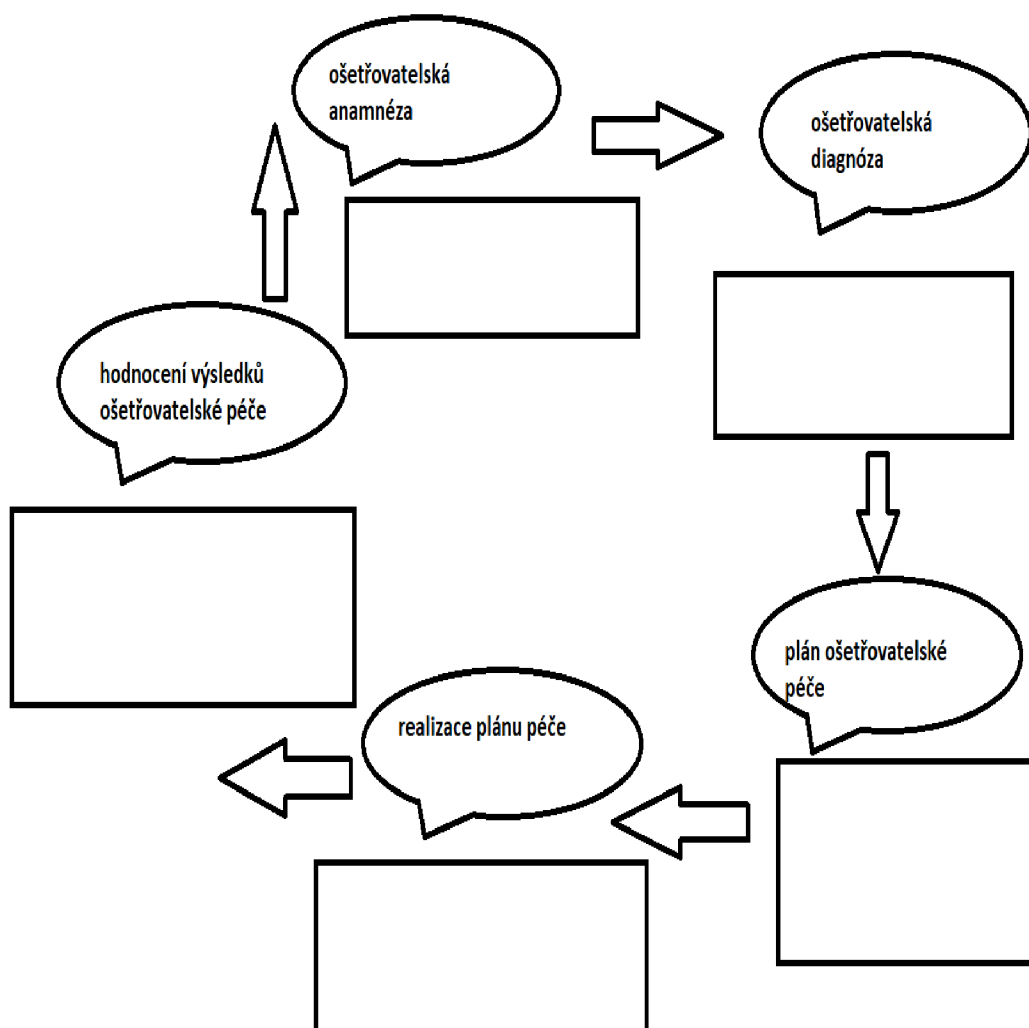 ošetřovatelská
anamnéza
ošetřovatelská
diagnóza
hodnocení výsledků
ošetřovatelské péče
plán ošetřovatelské
péče
realizace plánu péče